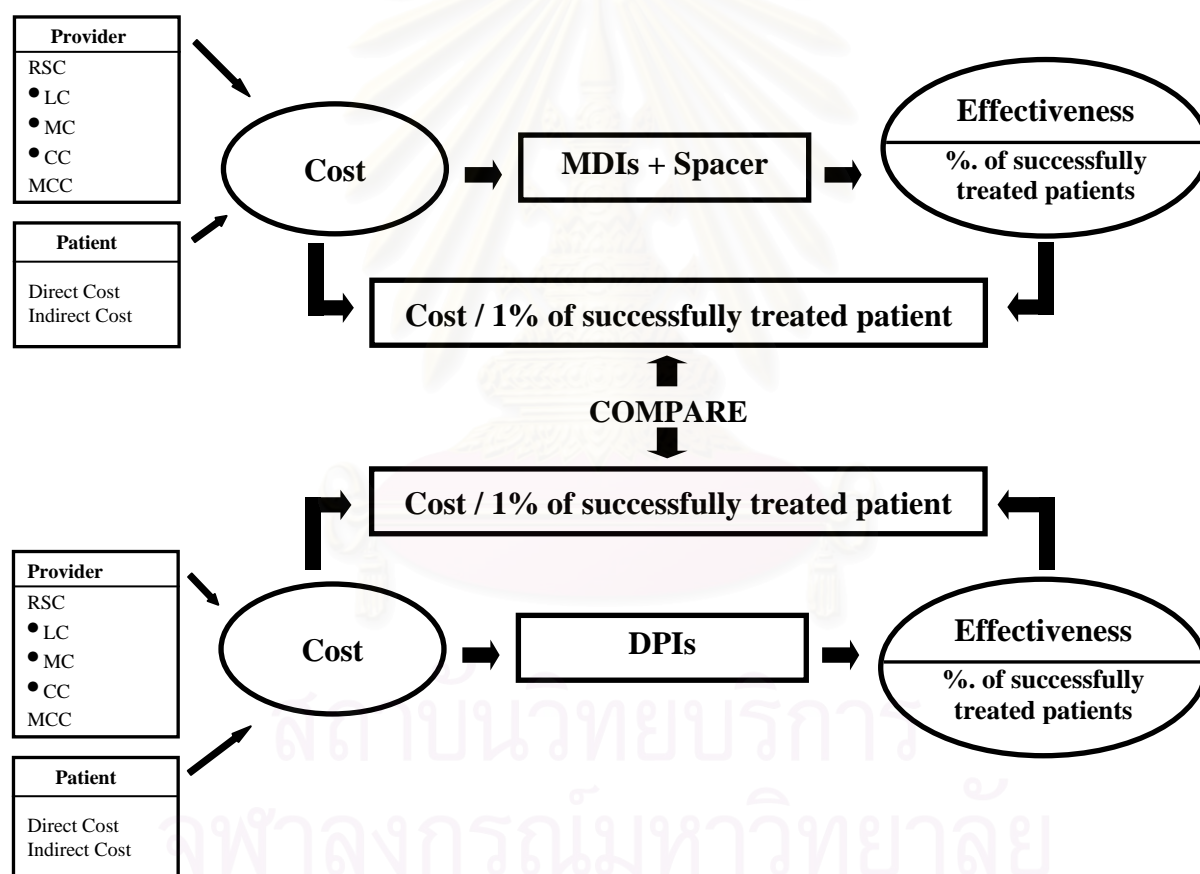 Provider
RSC
• LC
• MC
• CC
MCC
Patient
Direct Cost
Indirect Cost
Cost
MDIs + Spacer
Effectiveness
%. of successfully
treated patients
Cost / 1% of successfully treated patient
COMPARE
Cost / 1% of successfully treated patient
Provider
RSC
• LC
• MC
• CC
MCC
Patient
Direct Cost
Indirect Cost
Cost
DPIs
Effectiveness
%. of successfully
treated patients
สถาบันวิทยบริการ
จุฬาลงกรณ์มหาวิทยาลัย